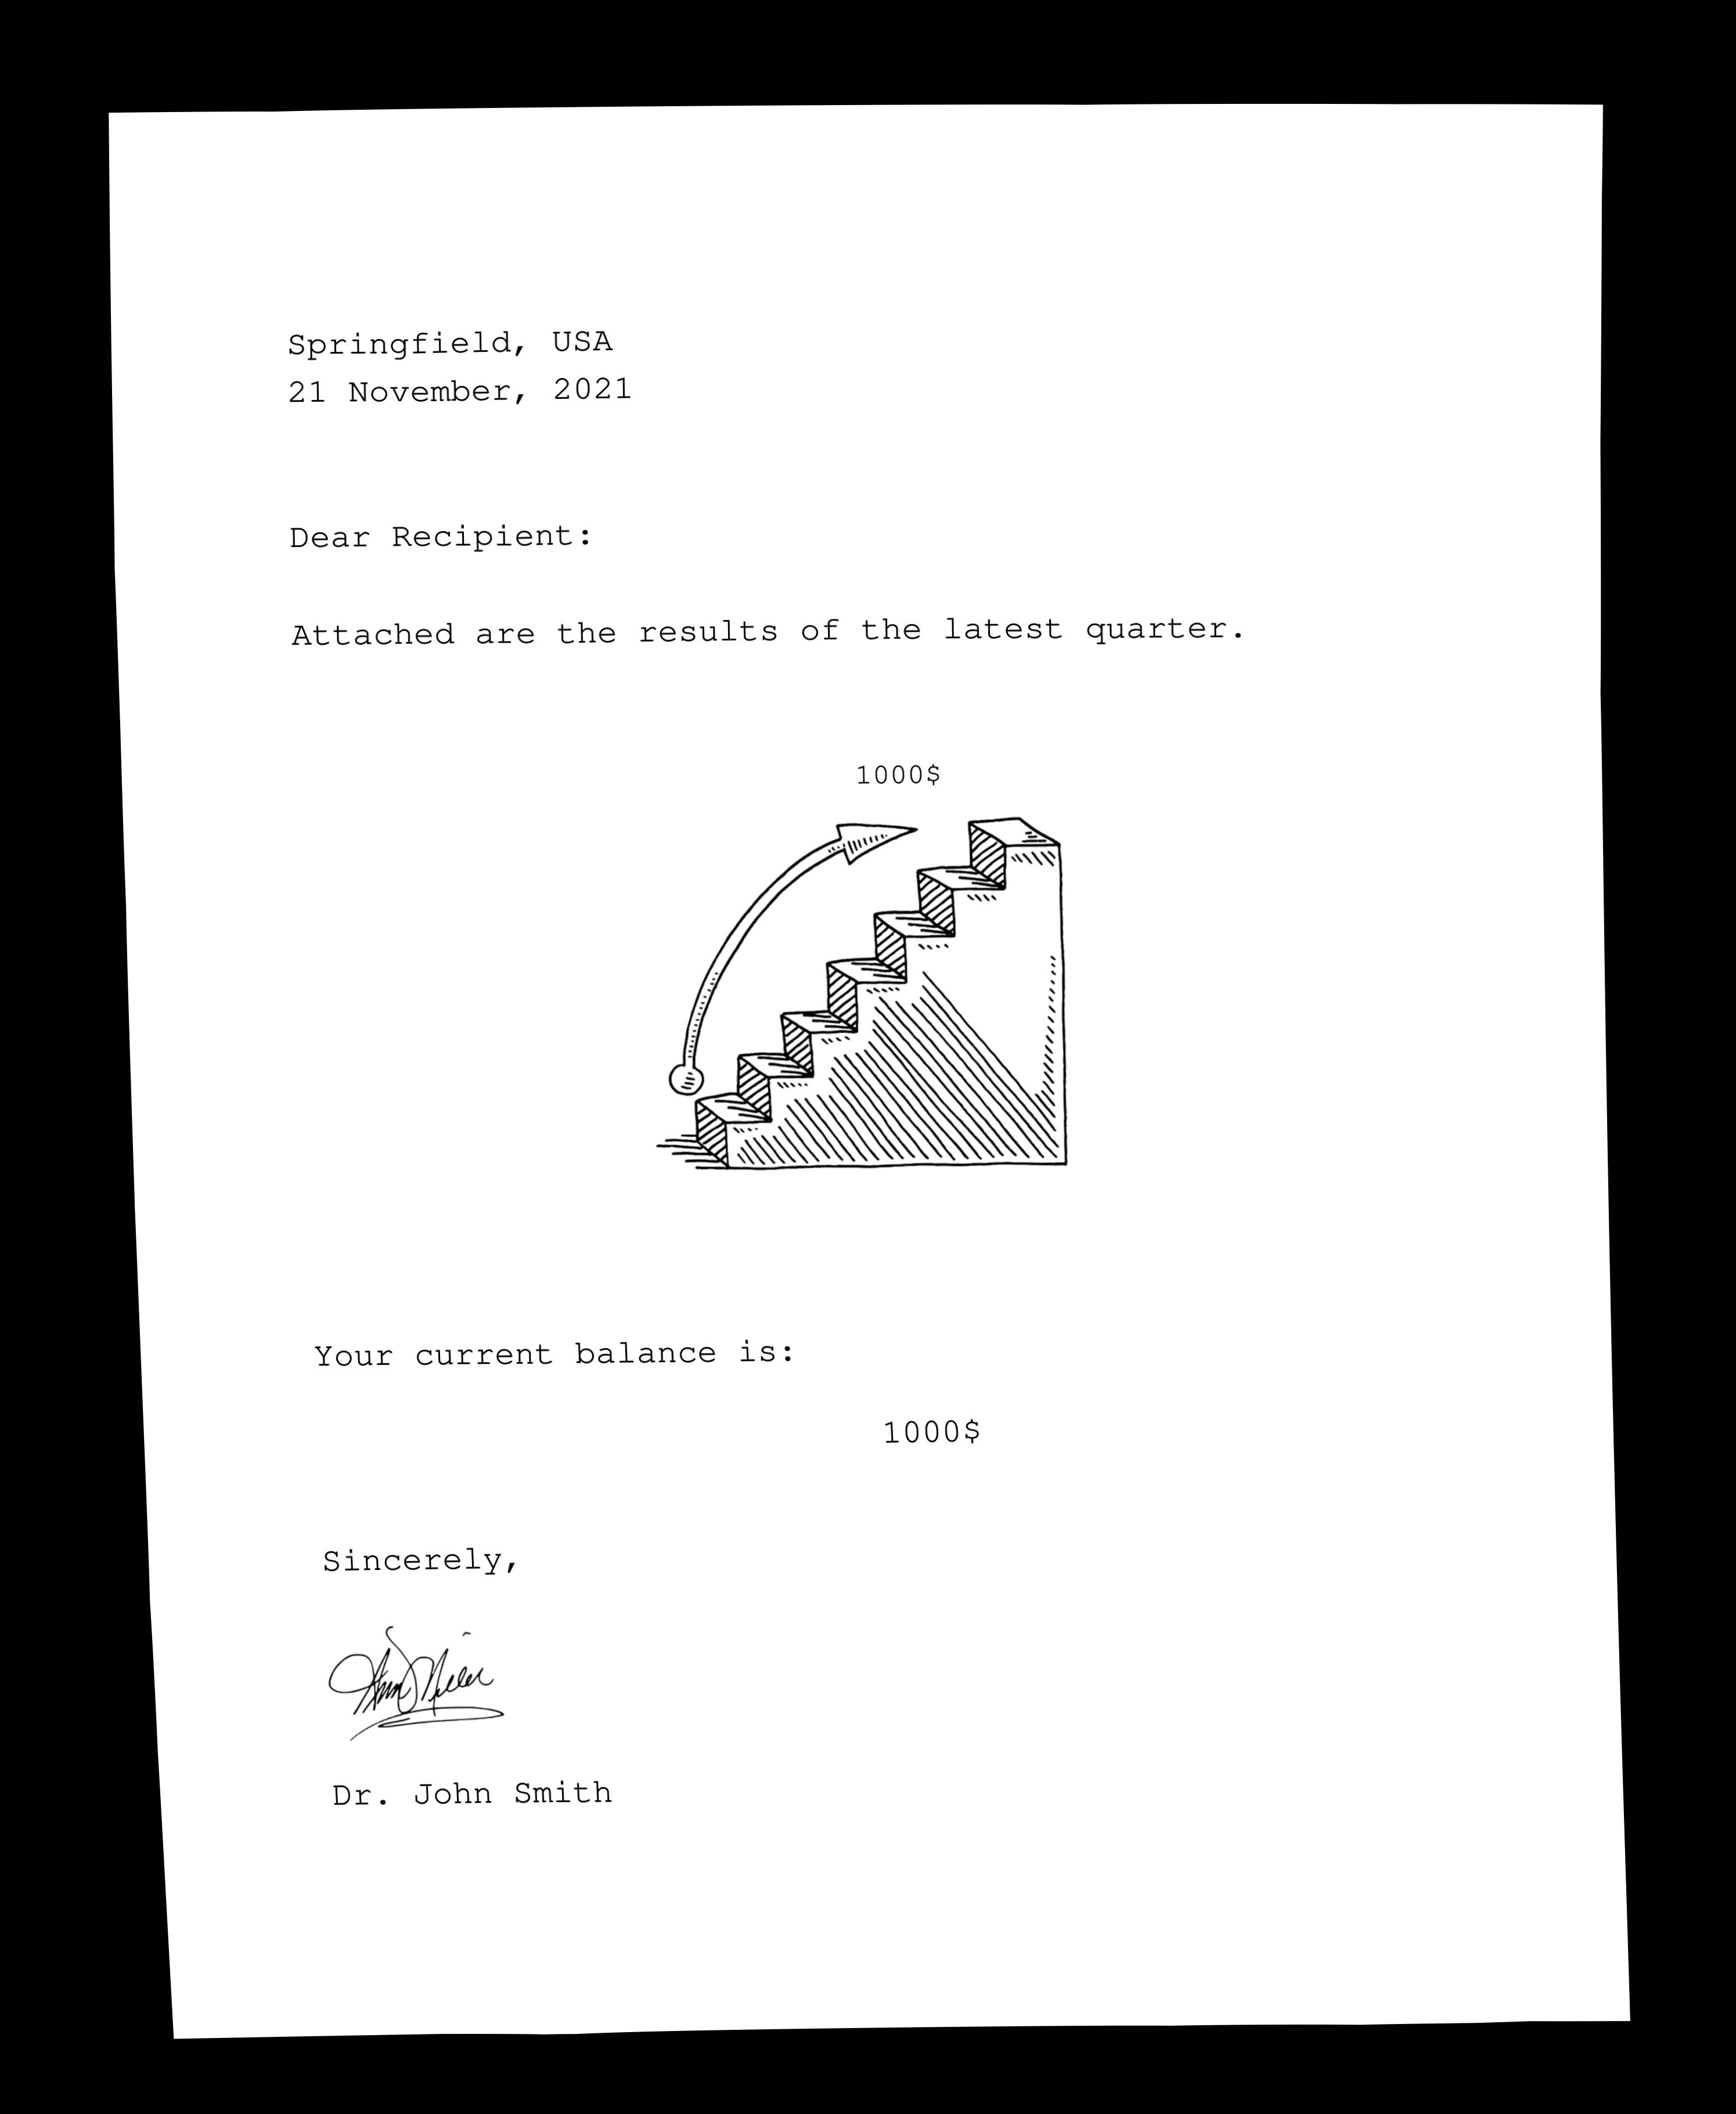 Springfield, USA
21 November, 2021
Dear Recipient:
Attached are the results of the latest quarter.
1000$
Your current balance is:
1000$
Sincerely,
Dr. John Smith